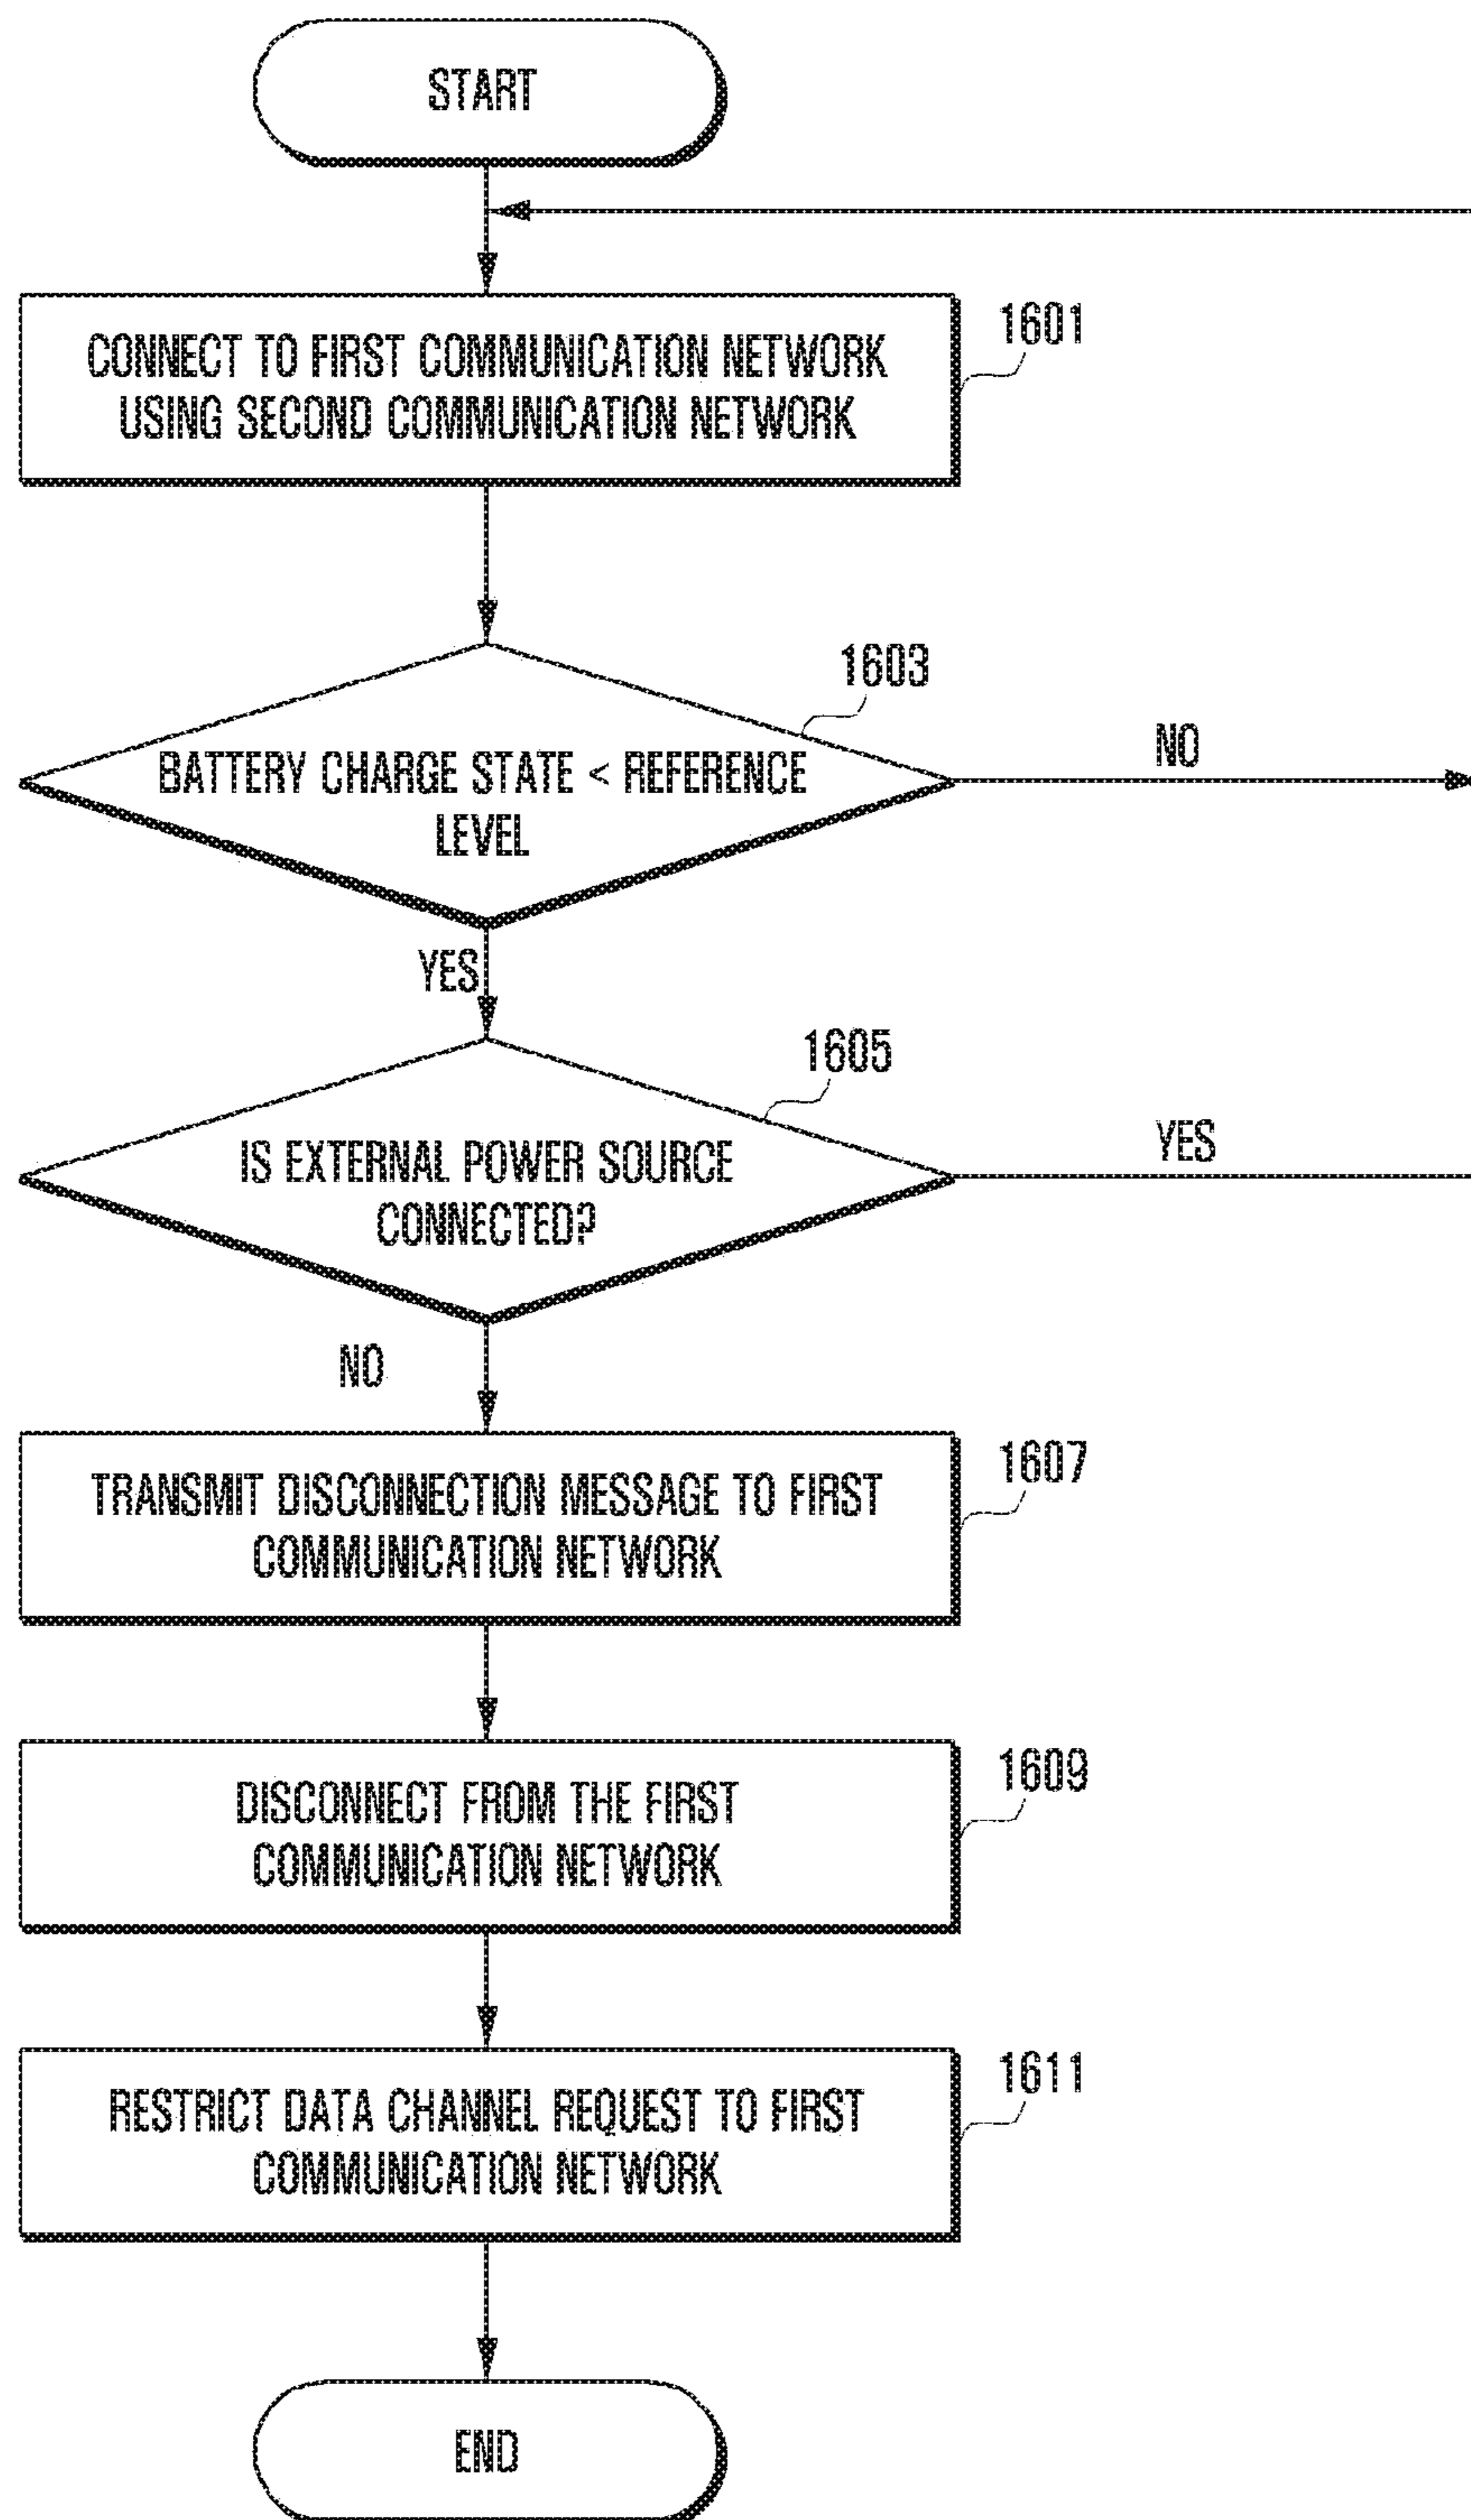 START
1601
CONNECT TO FIRST COMMUNICATION NETWORK
USING SECOND COMMUNICATION NETWORK
1603
BATTERY CHARGE STATE < REFERENCE
LEVEL
NO
YES
1605
IS EXTERNAL POWER SOURCE
CONNECTED?
YES
NO
1607
TRANSMIT DISCONNECTION MESSAGE TO FIRST
COMMUNICATION NETWORK
1609
DISCONNECT FROM THE FIRST
COMMUNICATION NETWORK
1611
RESTRICT DATA CHANNEL REQUEST TO FIRST
COMMUNICATION NETWORK
END